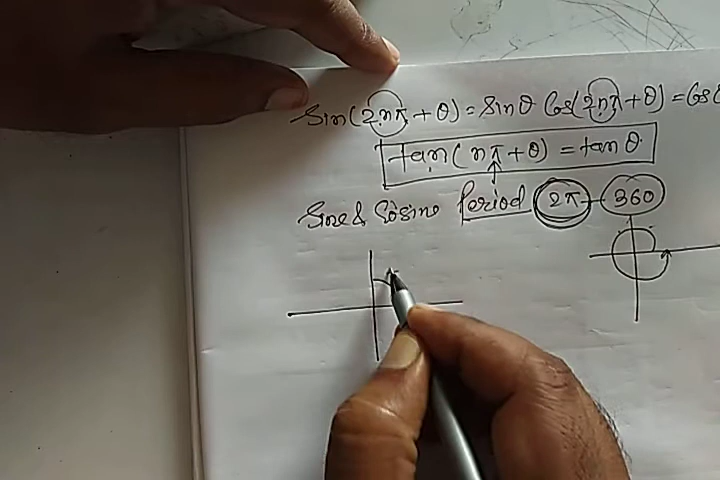 sin(2nπ+θ)=sinθ cos(2nπ+θ)=cos
tan(nπ+θ)=tanθ.
Sine & Cosine Period 2π - 360